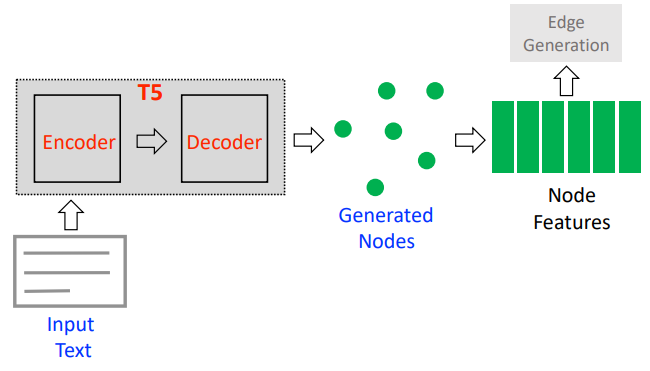 Edge
Generation
T5
Encoder
Decoder
Generated
Nodes
Node
Features
Input
Text